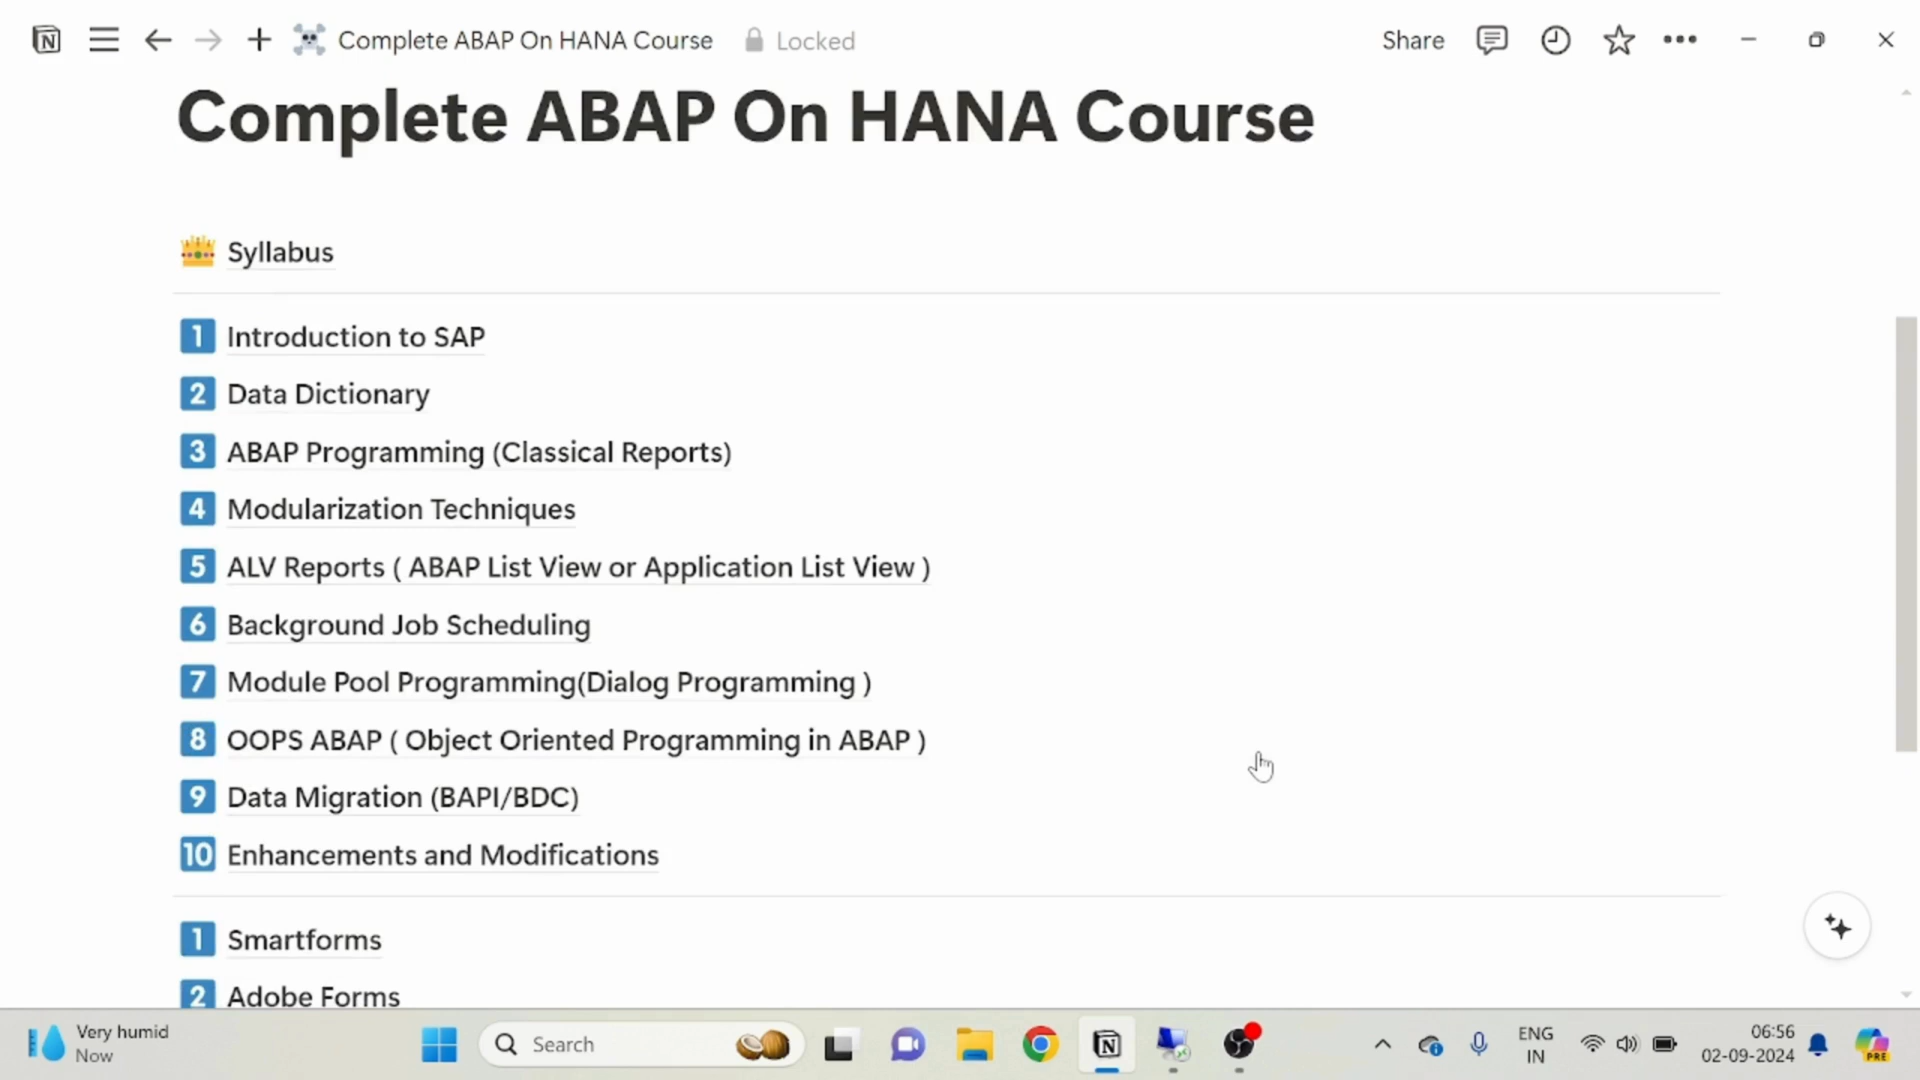 Complete ABAP On HANA Course Locked Share
Complete ABAP On HANA Course
Syllabus
1 Introduction to SAP
2 Data Dictionary
3 ABAP Programming (Classical Reports)
4 Modularization Techniques
5 ALV Reports ( ABAP List View or Application List View )
6 Background Job Scheduling
7 Module Pool Programming(Dialog Programming )
8 OOPS ABAP ( Object Oriented Programming in ABAP )
9 Data Migration (BAPI/BDC)
10 Enhancements and Modifications
1 Smartforms
2 Adobe Forms
Very humid
Now
Search
ENG
IN
06:56
02-09-2024
PRE